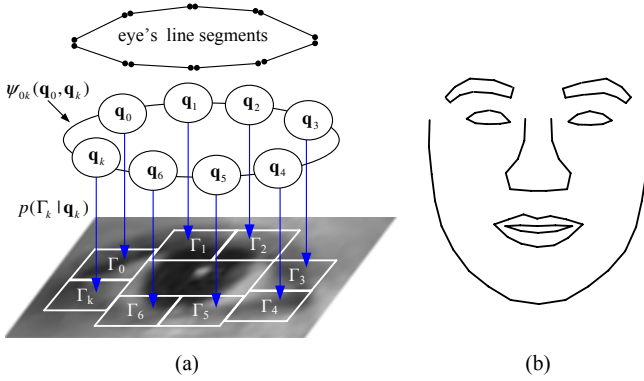 eye's line segments
ψ₀ₖ(q₀,qₖ)
q₀ q₁ q₂ q₃
qₖ q₆ q₅ q₄
p(Γₖ|qₖ)
Γ₀ Γ₁ Γ₂ Γ₃
Γₖ Γ₆ Γ₅ Γ₄
(a) (b)